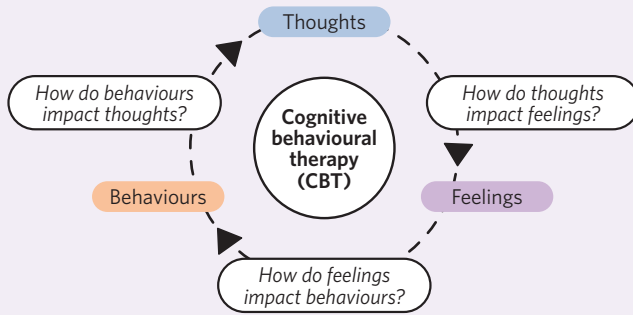 Thoughts
How do behaviours
impact thoughts?
How do thoughts
impact feelings?
Cognitive
behavioural
therapy
(CBT)
Behaviours
Feelings
How do feelings
impact behaviours?